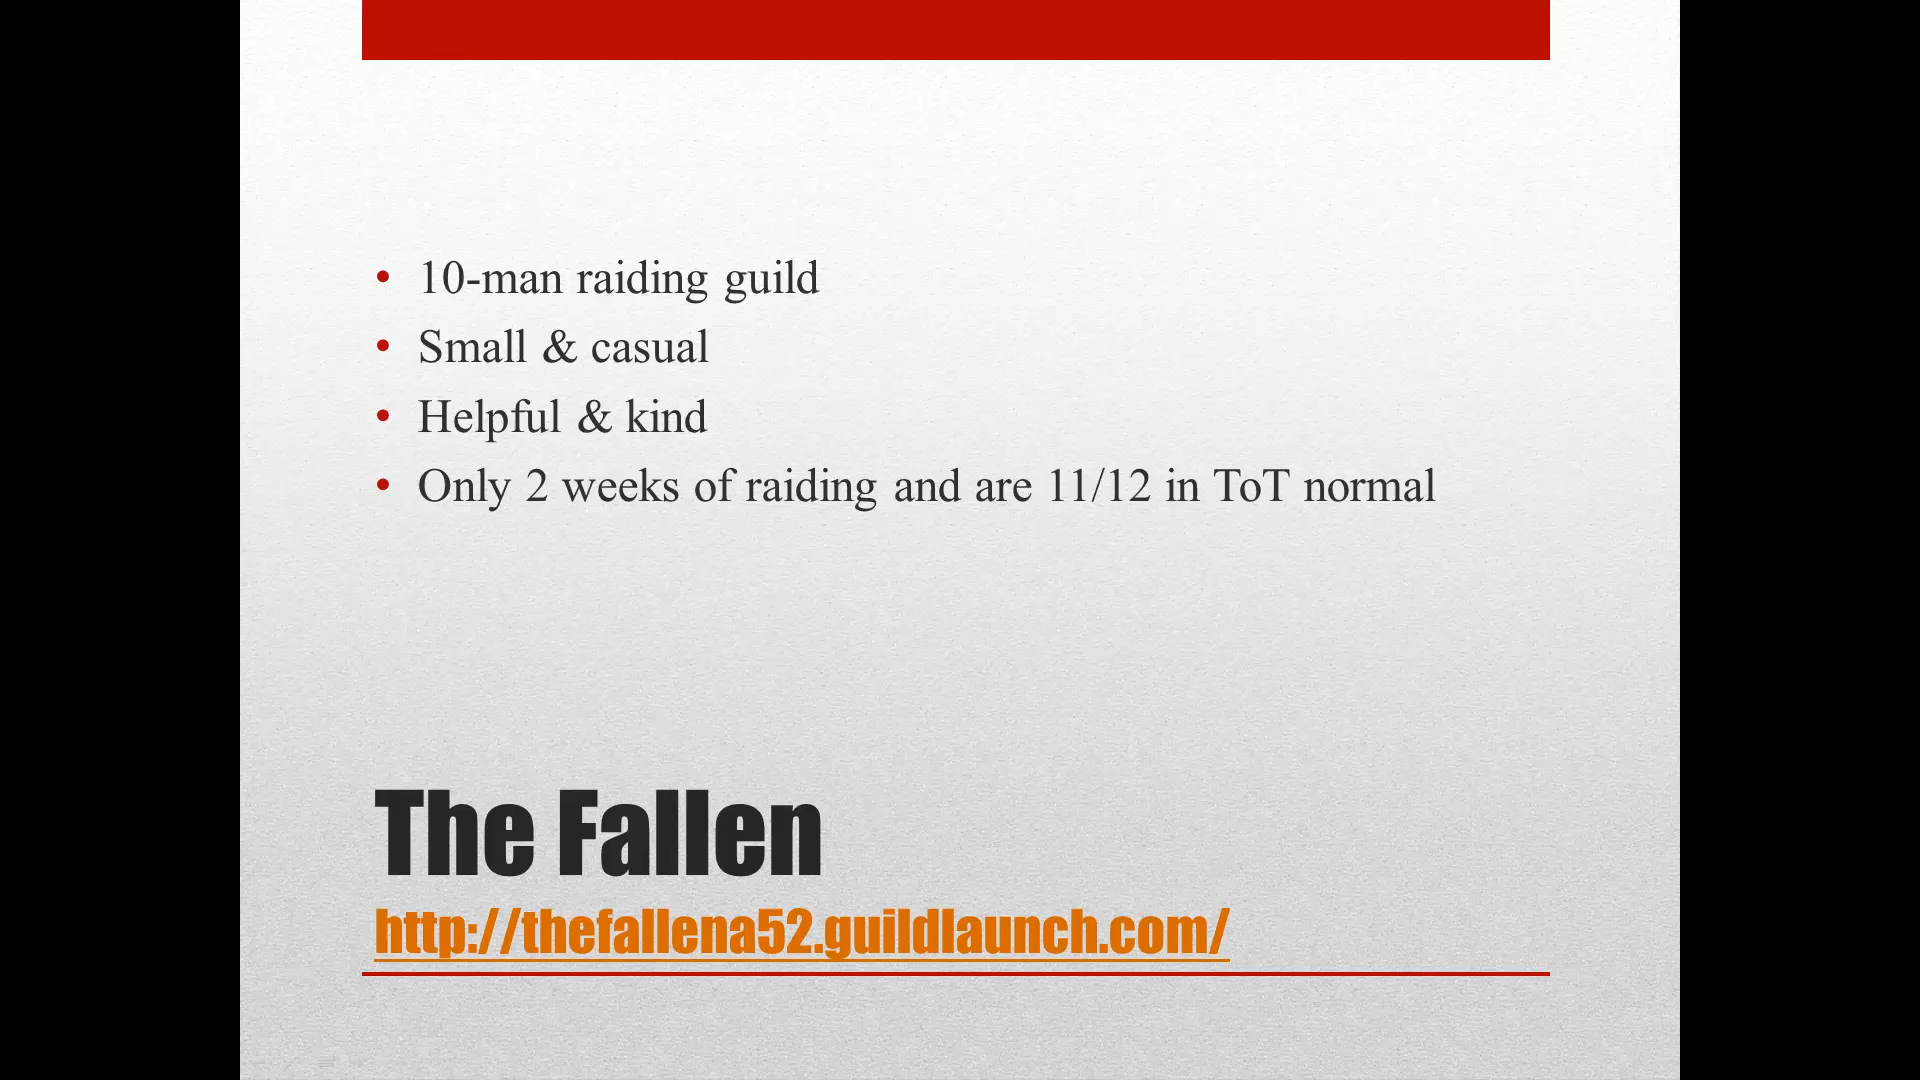 • 10-man raiding guild
• Small & casual
• Helpful & kind
• Only 2 weeks of raiding and are 11/12 in ToT normal
The Fallen
http://thefallena52.guildlaunch.com/